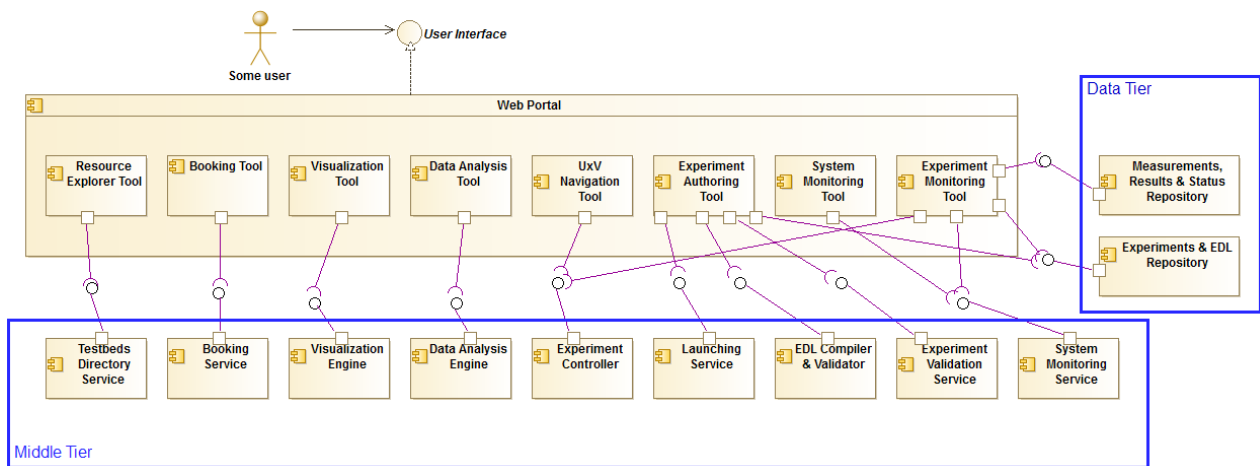 User Interface
Some user
Web Portal
Data Tier
Resource
Explorer Tool
Booking Tool
Visualization
Tool
Data Analysis
Tool
UxV
Navigation
Tool
Experiment
Authoring
Tool
System
Monitoring
Tool
Experiment
Monitoring
Tool
Measurements,
Results & Status
Repository
Experiments & EDL
Repository
Testbeds
Directory
Service
Booking
Service
Visualization
Engine
Data Analysis
Engine
Experiment
Controller
Launching
Service
EDL Compiler
& Validator
Experiment
Validation
Service
System
Monitoring
Service
Middle Tier